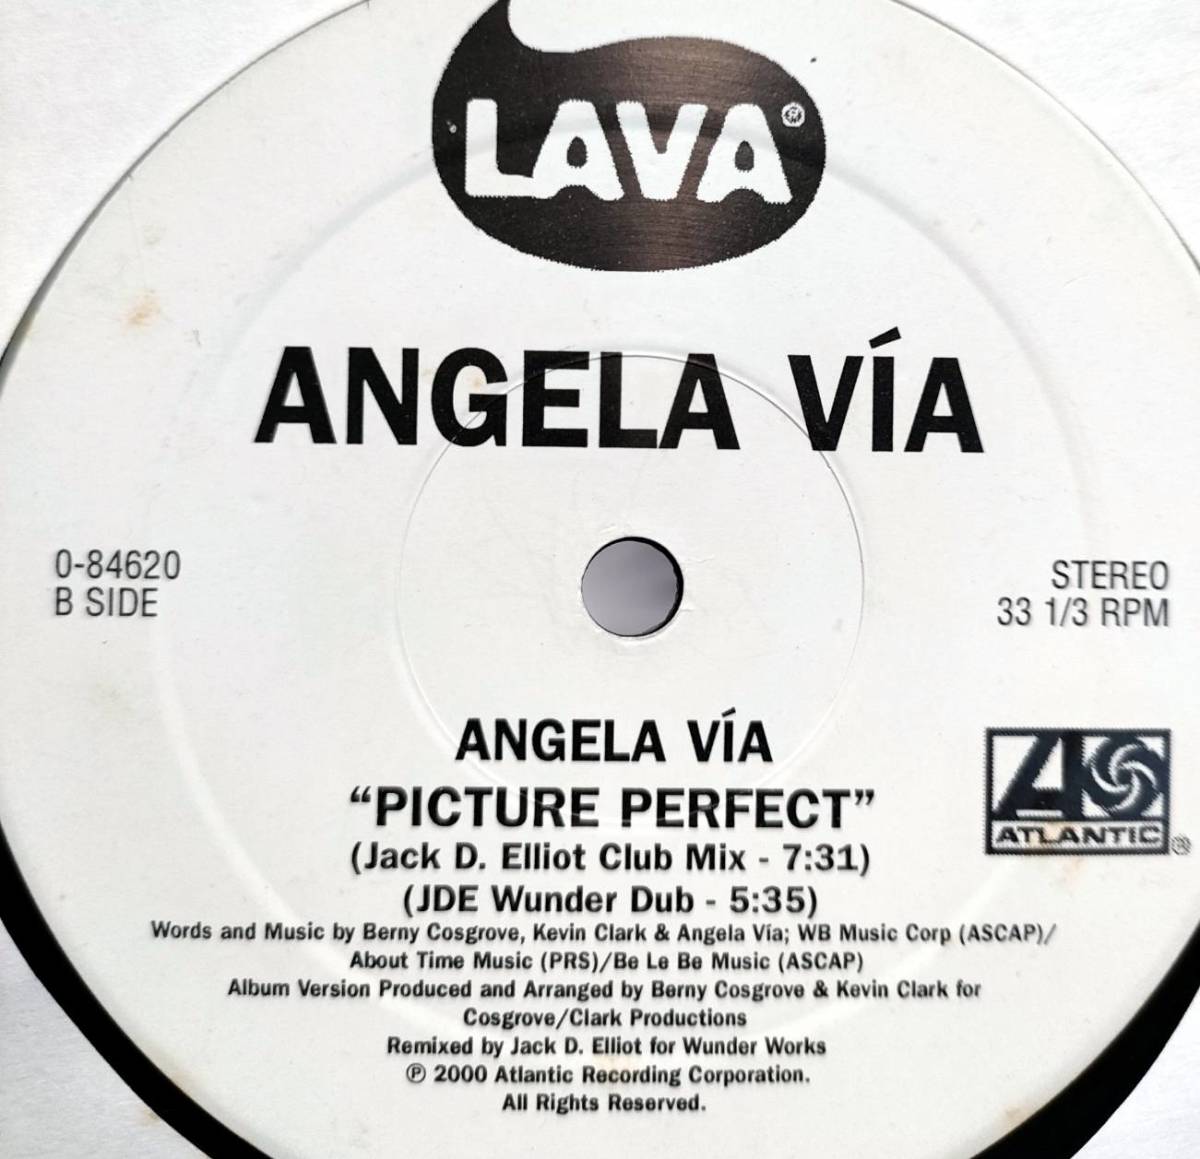 LAVA®
ANGELA VÍA
0-84620
B SIDE
STEREO
33 1/3 RPM
ANGELA VÍA
“PICTURE PERFECT”
(Jack D. Elliot Club Mix - 7:31)
(JDE Wunder Dub - 5:35)
Words and Music by Berny Cosgrove, Kevin Clark & Angela Vía; WB Music Corp (ASCAP)/
About Time Music (PRS)/Be Le Be Music (ASCAP)
Album Version Produced and Arranged by Berny Cosgrove & Kevin Clark for
Cosgrove/Clark Productions
Remixed by Jack D. Elliot for Wunder Works
℗ 2000 Atlantic Recording Corporation.
All Rights Reserved.
ATLANTIC®